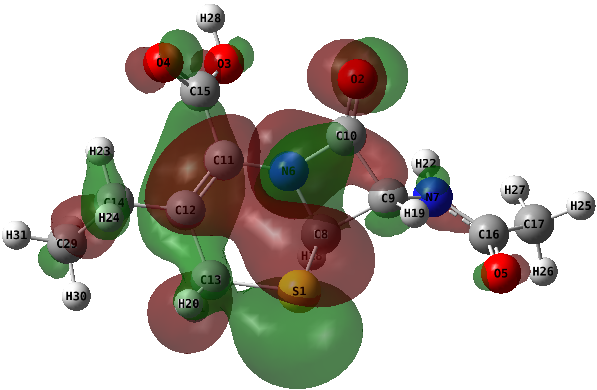 H28
O4 O3
O2
C15
C10
H23 C11 H22
N6 H27
C14 C9 N7 H25
H24 C12 H19 C17
H31 C29 C8 C16
O5 H26
C13 S1
H30 H20